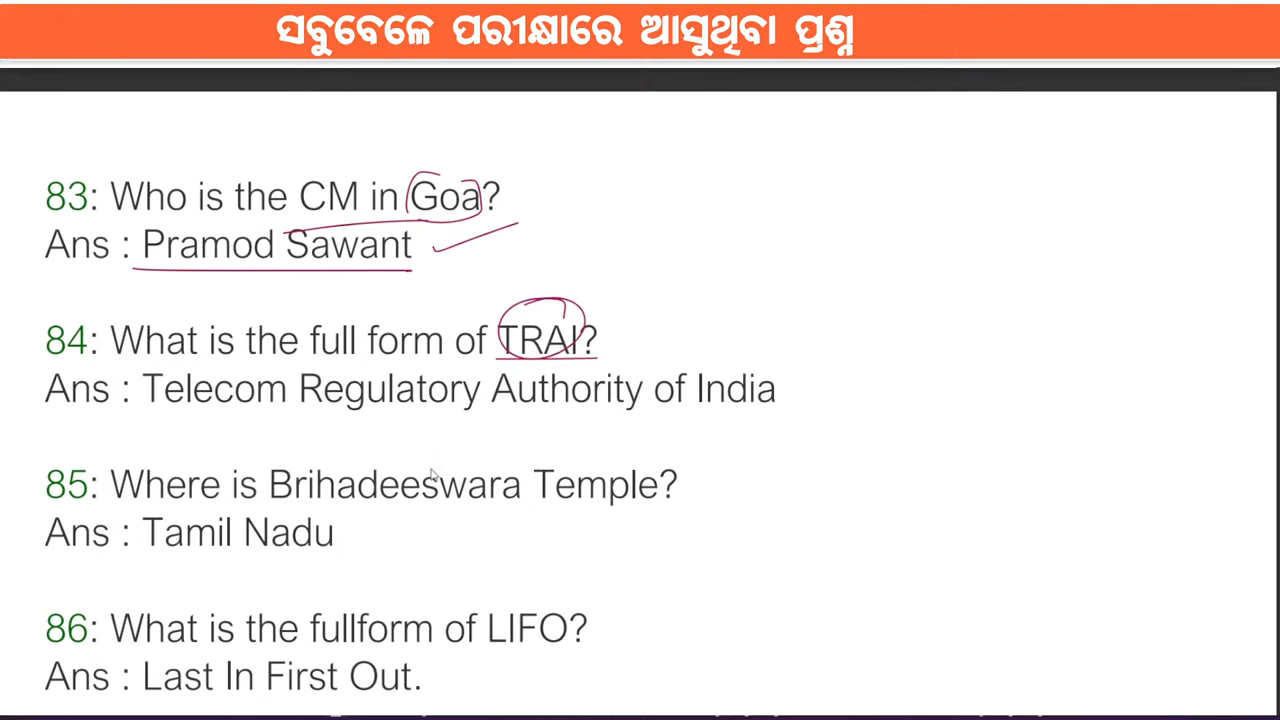 ସବୁବେଳେ ପରୀକ୍ଷାରେ ଆସୁଥିବା ପ୍ରଶ୍ନ
83: Who is the CM in Goa?
Ans : Pramod Sawant
84: What is the full form of TRAI?
Ans : Telecom Regulatory Authority of India
85: Where is Brihadeeswara Temple?
Ans : Tamil Nadu
86: What is the fullform of LIFO?
Ans : Last In First Out.